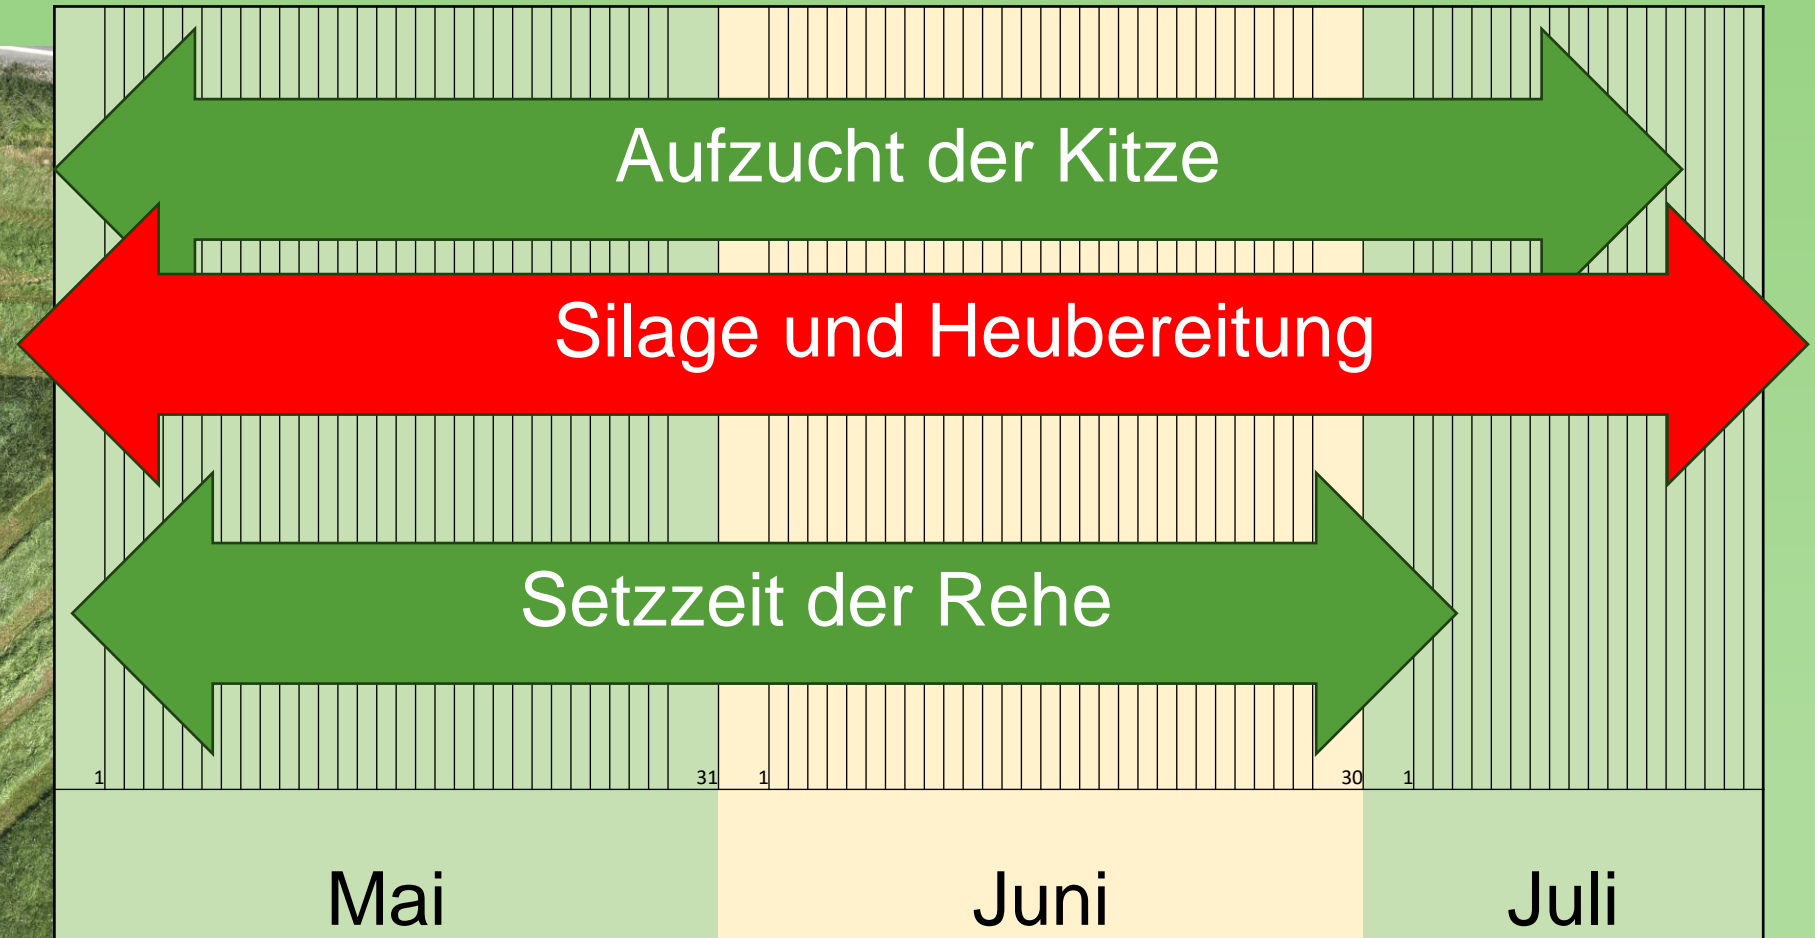 Aufzucht der Kitze
Silage und Heubereitung
Setzzeit der Rehe
1 31 1 30 1
Mai Juni Juli